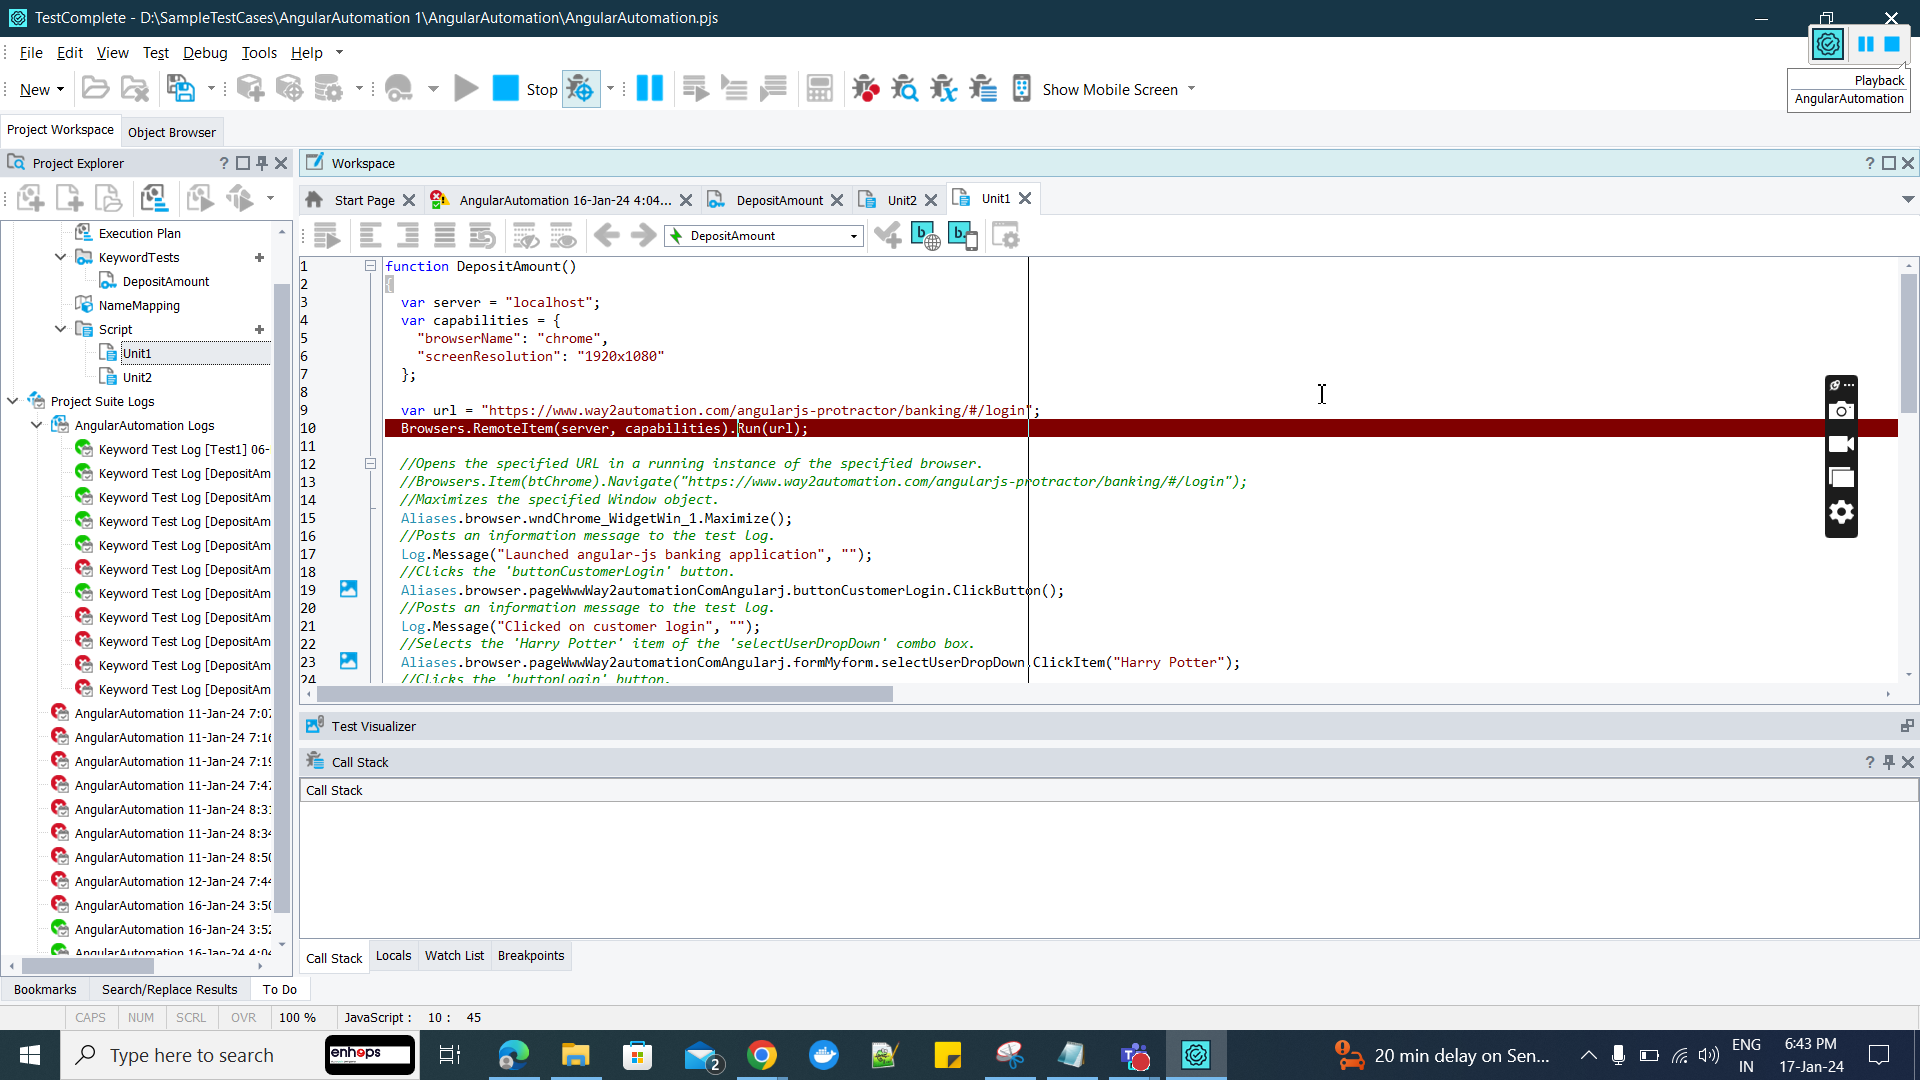 TestComplete - D:\SampleTestCases\AngularAutomation 1\AngularAutomation\AngularAutomation.pjs
File Edit View Test Debug Tools Help
New Stop Show Mobile Screen
Playback
AngularAutomation
Project Workspace Object Browser
Project Explorer
Workspace
Start Page AngularAutomation 16-Jan-24 4:04... DepositAmount Unit2 Unit1
DepositAmount
Execution Plan
KeywordTests
DepositAmount
NameMapping
Script
Unit1
Unit2
Project Suite Logs
AngularAutomation Logs
Keyword Test Log [Test1] 06-
Keyword Test Log [DepositAm
Keyword Test Log [DepositAm
Keyword Test Log [DepositAm
Keyword Test Log [DepositAm
Keyword Test Log [DepositAm
Keyword Test Log [DepositAm
Keyword Test Log [DepositAm
Keyword Test Log [DepositAm
Keyword Test Log [DepositAm
Keyword Test Log [DepositAm
AngularAutomation 11-Jan-24 7:07
AngularAutomation 11-Jan-24 7:16
AngularAutomation 11-Jan-24 7:19
AngularAutomation 11-Jan-24 7:47
AngularAutomation 11-Jan-24 8:31
AngularAutomation 11-Jan-24 8:34
AngularAutomation 11-Jan-24 8:50
AngularAutomation 12-Jan-24 7:44
AngularAutomation 16-Jan-24 3:50
AngularAutomation 16-Jan-24 3:52
AngularAutomation 16-Jan-24 4:04
1 function DepositAmount()
2 {
3 var server = "localhost";
4 var capabilities = {
5 "browserName": "chrome",
6 "screenResolution": "1920x1080"
7 };
8
9 var url = "https://www.way2automation.com/angularjs-protractor/banking/#/login";
10 Browsers.RemoteItem(server, capabilities).Run(url);
11
12 //Opens the specified URL in a running instance of the specified browser.
13 //Browsers.Item(btChrome).Navigate("https://www.way2automation.com/angularjs-protractor/banking/#/login");
14 //Maximizes the specified Window object.
15 Aliases.browser.wndChrome_WidgetWin_1.Maximize();
16 //Posts an information message to the test log.
17 Log.Message("Launched angular-js banking application", "");
18 //Clicks the 'buttonCustomerLogin' button.
19 Aliases.browser.pageWwwWay2automationComAngularj.buttonCustomerLogin.ClickButton();
20 //Posts an information message to the test log.
21 Log.Message("Clicked on customer login", "");
22 //Selects the 'Harry Potter' item of the 'selectUserDropDown' combo box.
23 Aliases.browser.pageWwwWay2automationComAngularj.formMyform.selectUserDropDown.ClickItem("Harry Potter");
24 //Clicks the 'buttonLogin' button.
Test Visualizer
Call Stack
Call Stack
Call Stack Locals Watch List Breakpoints
Bookmarks Search/Replace Results To Do
CAPS NUM SCRL OVR 100 % JavaScript : 10 : 45
Type here to search
enhops
2
20 min delay on Sen...
ENG
IN
6:43 PM
17-Jan-24